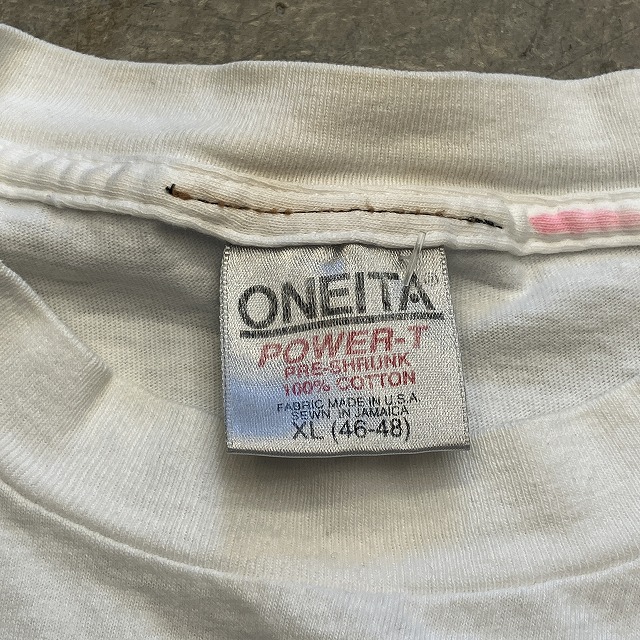 ONEITA®
POWER-T
PRE-SHRUNK
100% COTTON
FABRIC MADE IN U.S.A.
SEWN IN JAMAICA
XL (46-48)